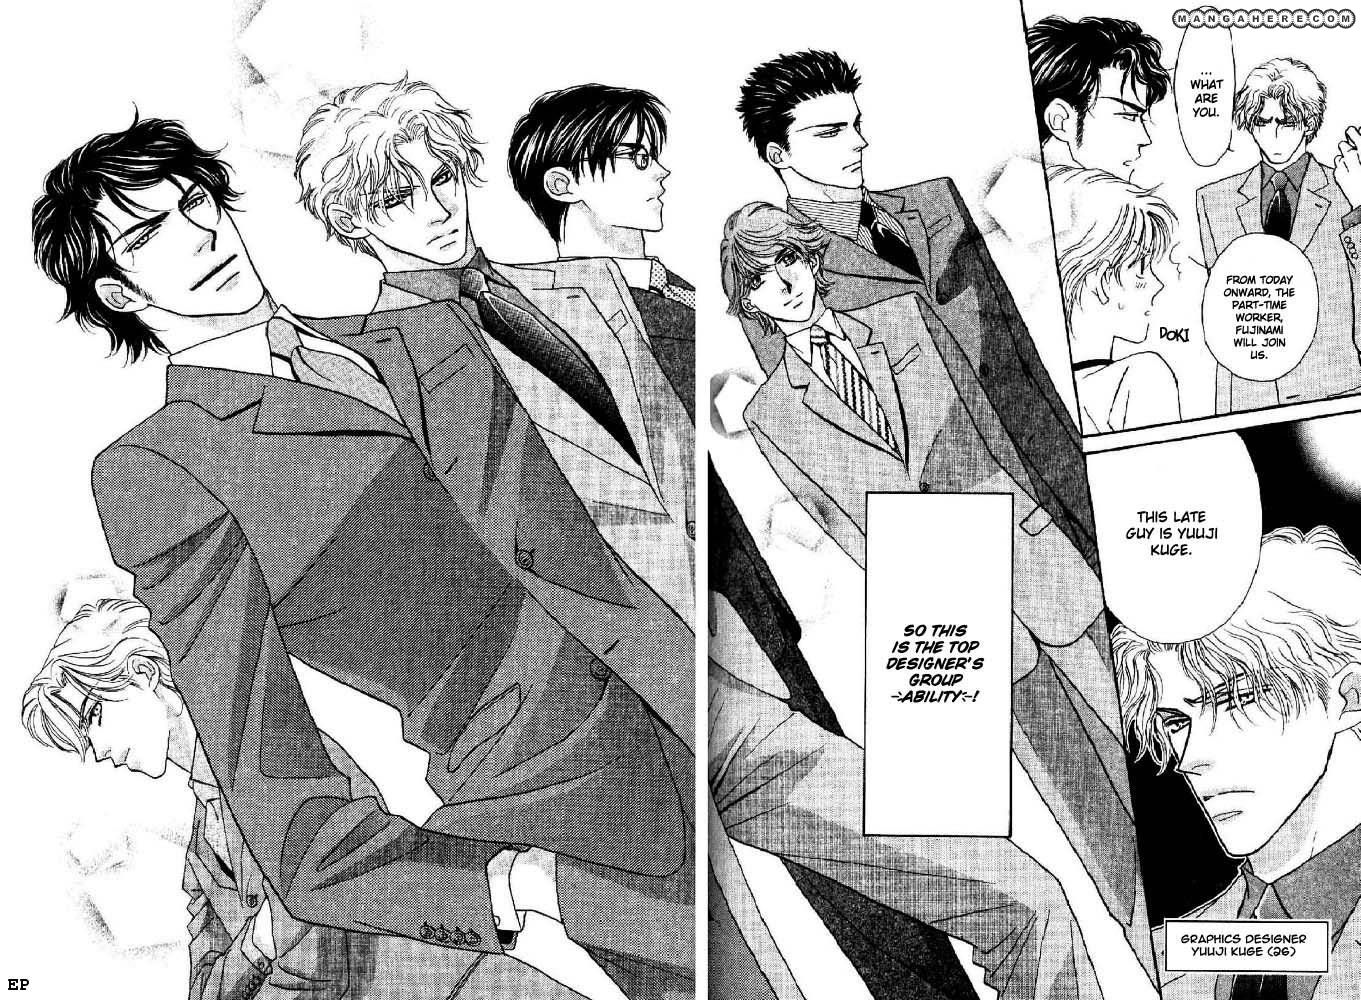 MANGAHERE.COM
...
WHAT
ARE
YOU.
FROM TODAY
ONWARD, THE
PART-TIME
WORKER,
FUJINAMI
WILL JOIN
US.
DOKI
THIS LATE
GUY IS YUUJI
KUGE.
GRAPHICS DESIGNER
YUUJI KUGE (26)
SO THIS
IS THE TOP
DESIGNER'S
GROUP
÷ABILITY÷!
EP